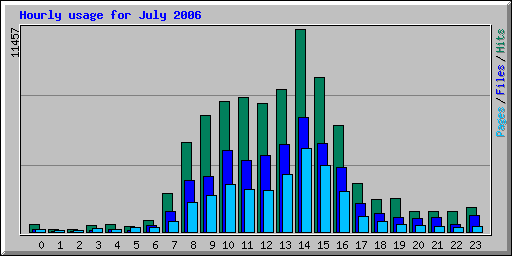 Hourly usage for July 2006
11457
Pages/Files/Hits
0 1 2 3 4 5 6 7 8 9 10 11 12 13 14 15 16 17 18 19 20 21 22 23